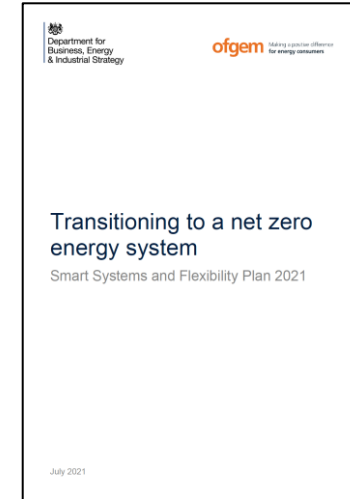 Department for
Business, Energy
& Industrial Strategy
ofgem
Making a positive difference
for energy consumers
Transitioning to a net zero
energy system
Smart Systems and Flexibility Plan 2021
July 2021